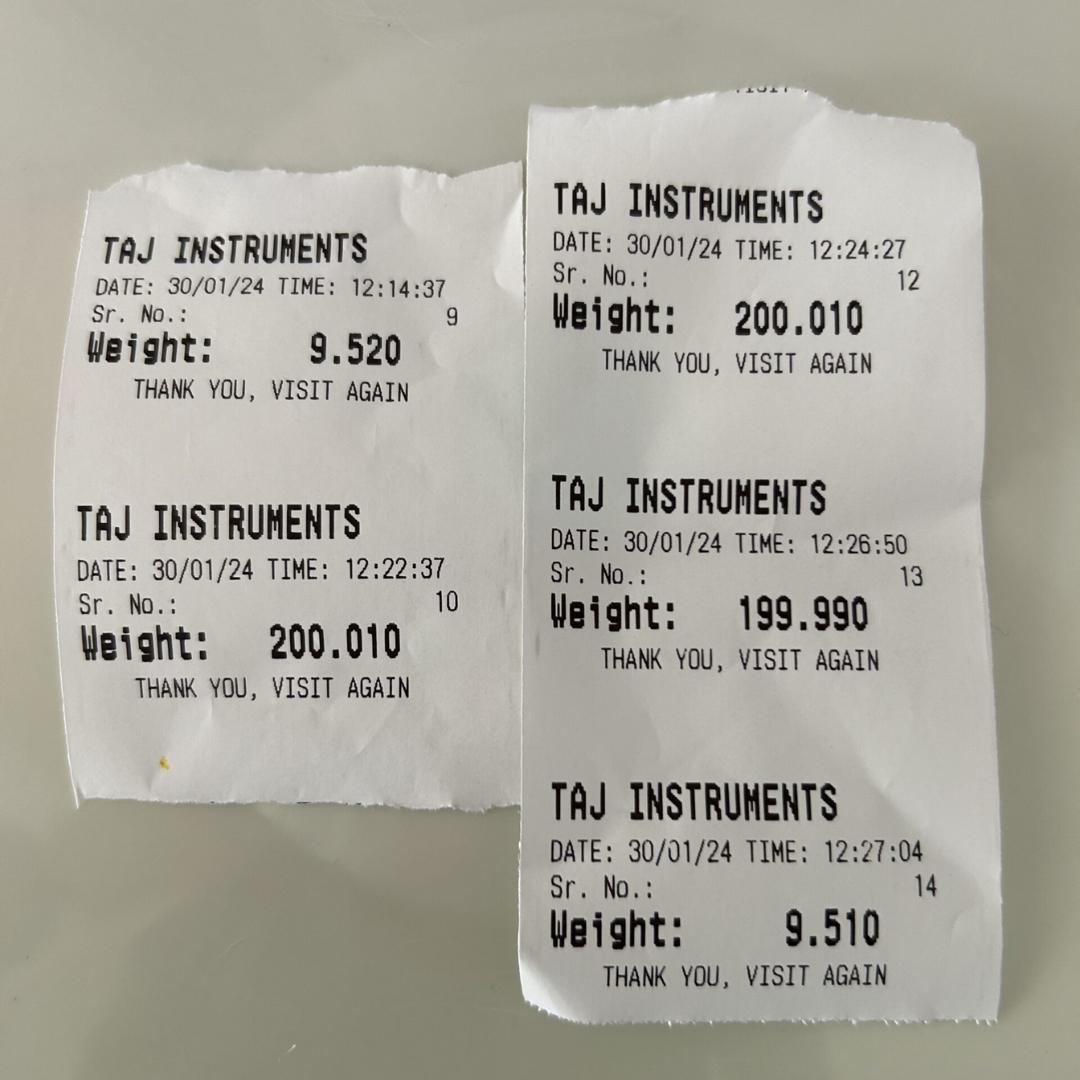 TAJ INSTRUMENTS
DATE: 30/01/24 TIME: 12:14:37
Sr. No.: 9
Weight: 9.520
THANK YOU, VISIT AGAIN
TAJ INSTRUMENTS
DATE: 30/01/24 TIME: 12:22:37
Sr. No.: 10
Weight: 200.010
THANK YOU, VISIT AGAIN
TAJ INSTRUMENTS
DATE: 30/01/24 TIME: 12:24:27
Sr. No.: 12
Weight: 200.010
THANK YOU, VISIT AGAIN
TAJ INSTRUMENTS
DATE: 30/01/24 TIME: 12:26:50
Sr. No.: 13
Weight: 199.990
THANK YOU, VISIT AGAIN
TAJ INSTRUMENTS
DATE: 30/01/24 TIME: 12:27:04
Sr. No.: 14
Weight: 9.510
THANK YOU, VISIT AGAIN